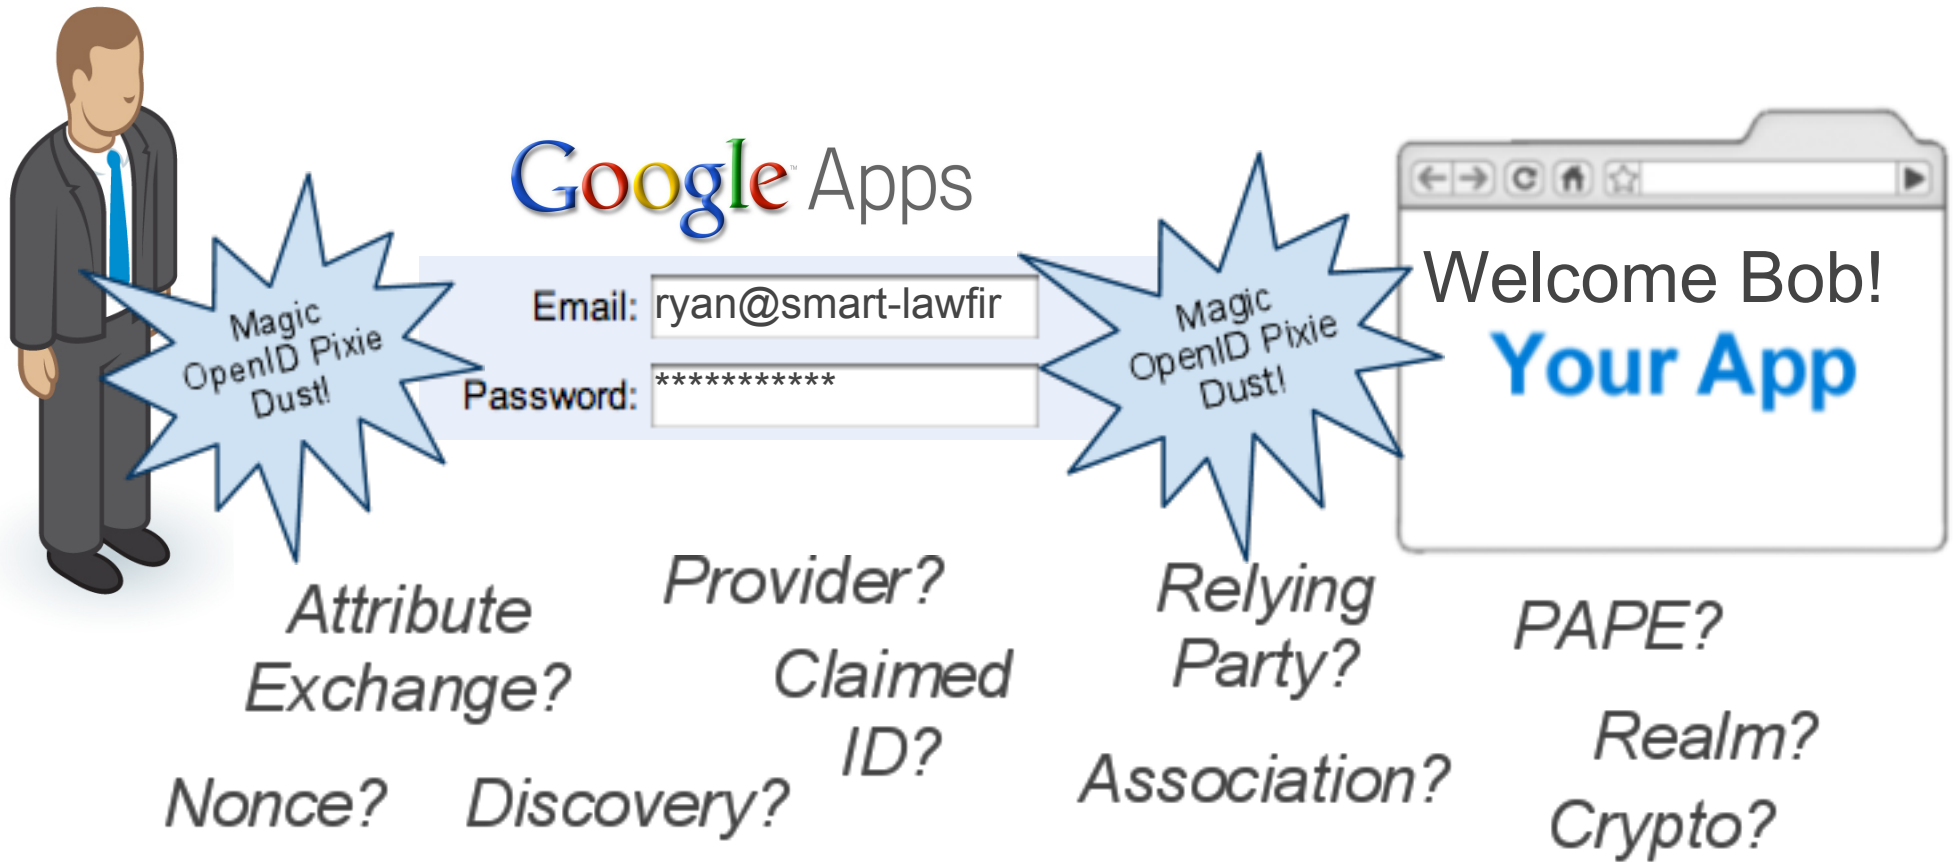 Google™ Apps
Email: ryan@smart-lawfir
Password: ***********
Magic
OpenID Pixie
Dust!
Magic
OpenID Pixie
Dust!
Welcome Bob!
Your App
Attribute
Exchange?
Provider?
Claimed
ID?
Relying
Party?
PAPE?
Nonce?
Discovery?
Association?
Realm?
Crypto?